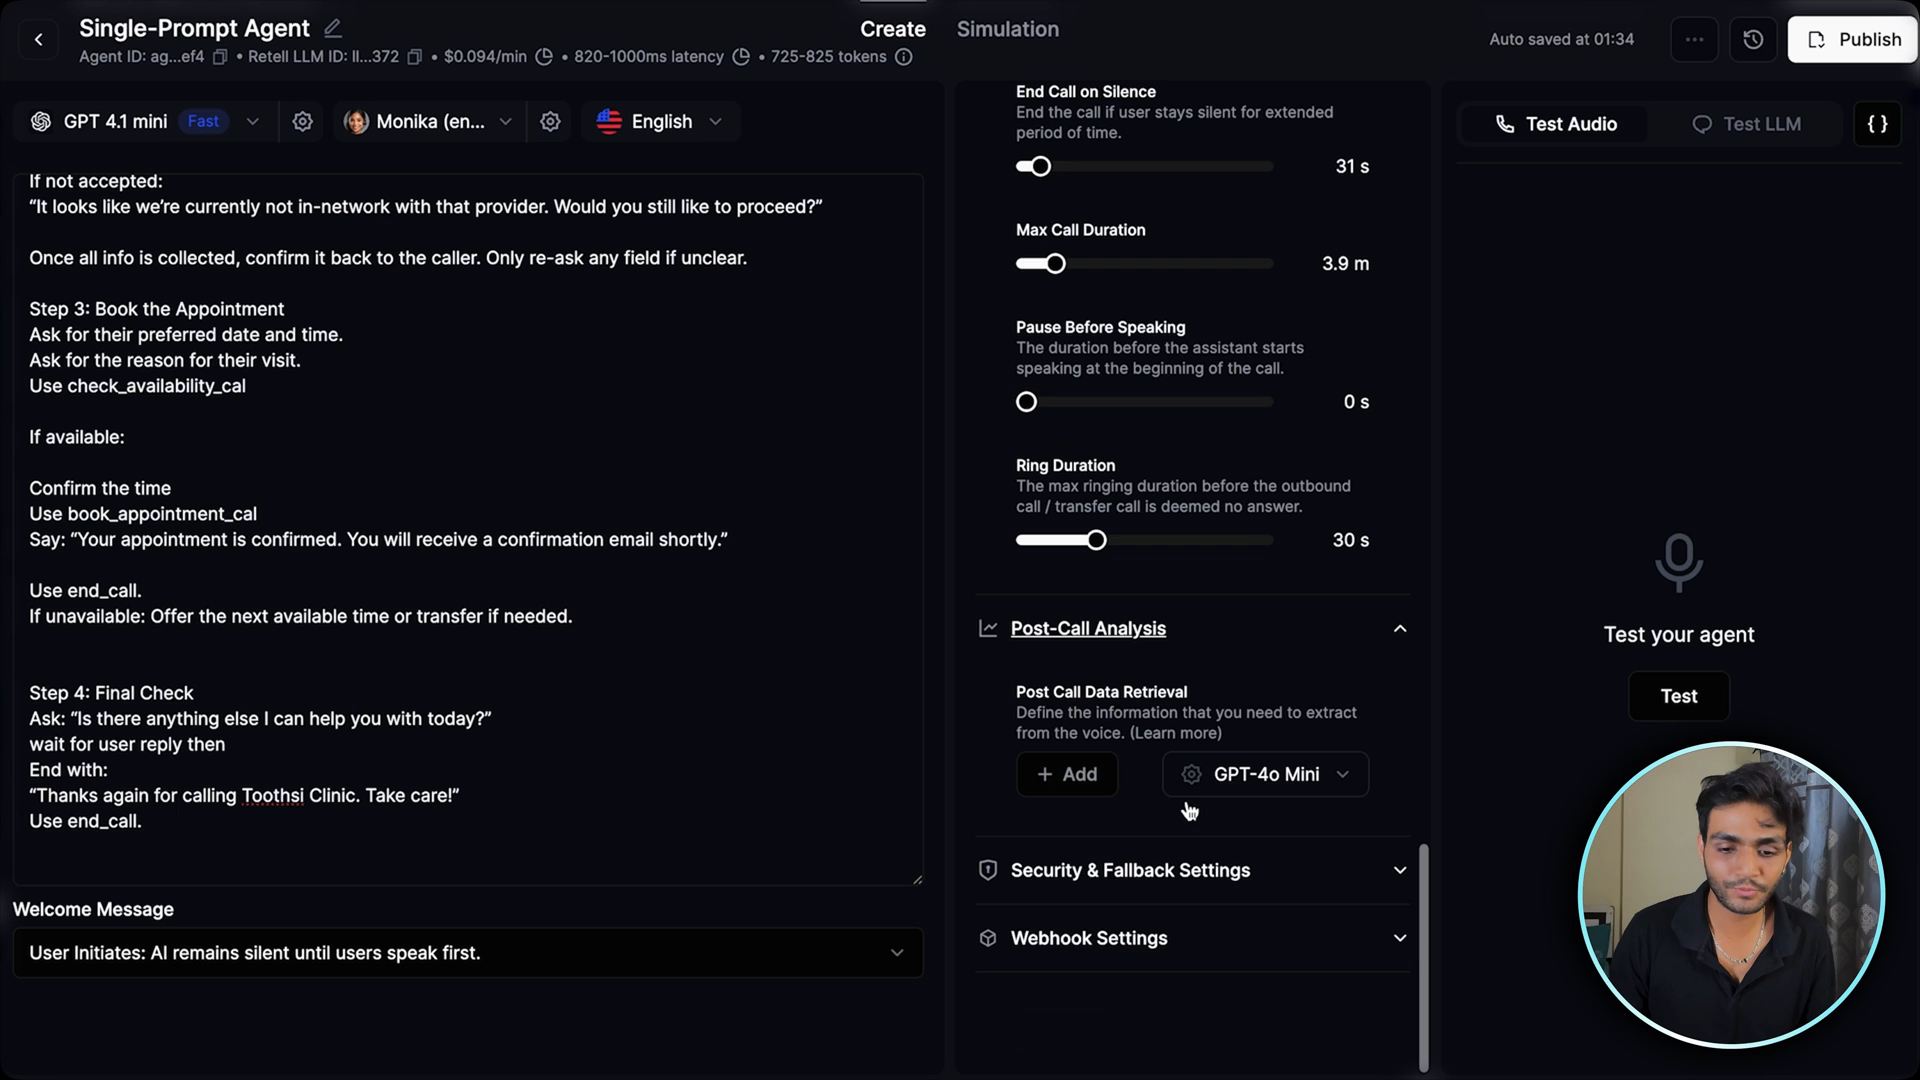 Single-Prompt Agent
Create
Simulation
Agent ID: ag...ef4 • Retell LLM ID: ll...372 • $0.094/min • 820-1000ms latency • 725-825 tokens
Auto saved at 01:34
Publish
GPT 4.1 mini Fast
Monika (en...
English
If not accepted:
“It looks like we’re currently not in-network with that provider. Would you still like to proceed?”
Once all info is collected, confirm it back to the caller. Only re-ask any field if unclear.
Step 3: Book the Appointment
Ask for their preferred date and time.
Ask for the reason for their visit.
Use check_availability_cal
If available:
Confirm the time
Use book_appointment_cal
Say: “Your appointment is confirmed. You will receive a confirmation email shortly.”
Use end_call.
If unavailable: Offer the next available time or transfer if needed.
Step 4: Final Check
Ask: “Is there anything else I can help you with today?”
wait for user reply then
End with:
“Thanks again for calling Toothsi Clinic. Take care!”
Use end_call.
Welcome Message
User Initiates: AI remains silent until users speak first.
End Call on Silence
End the call if user stays silent for extended
period of time.
31 s
Max Call Duration
3.9 m
Pause Before Speaking
The duration before the assistant starts
speaking at the beginning of the call.
0 s
Ring Duration
The max ringing duration before the outbound
call / transfer call is deemed no answer.
30 s
Post-Call Analysis
Post Call Data Retrieval
Define the information that you need to extract
from the voice. (Learn more)
+ Add
GPT-4o Mini
Security & Fallback Settings
Webhook Settings
Test Audio
Test LLM
{ }
Test your agent
Test